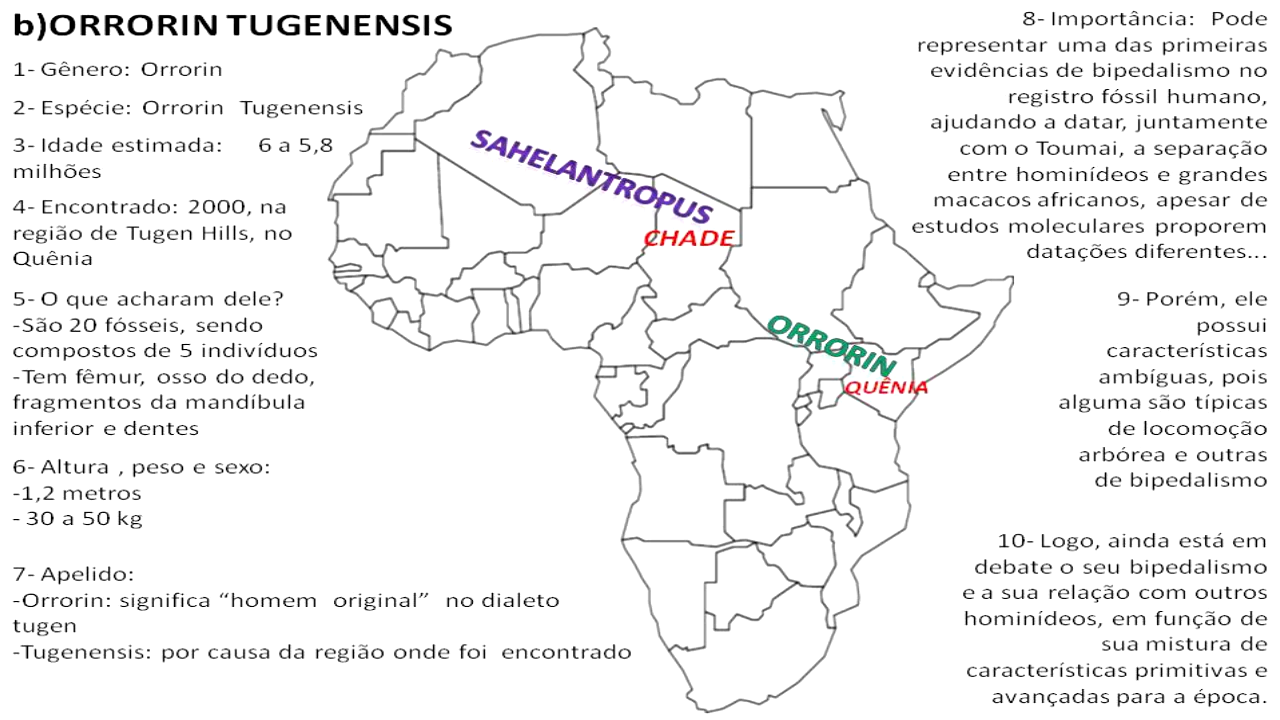 b)ORRORIN TUGENENSIS
1- Gênero: Orrorin
2- Espécie: Orrorin Tugenensis
3- Idade estimada: 6 a 5,8
milhões
4- Encontrado: 2000, na
região de Tugen Hills, no
Quênia
5- O que acharam dele?
-São 20 fósseis, sendo
compostos de 5 indivíduos
-Tem fêmur, osso do dedo,
fragmentos da mandíbula
inferior e dentes
6- Altura , peso e sexo:
-1,2 metros
- 30 a 50 kg
7- Apelido:
-Orrorin: significa “homem original” no dialeto
tugen
-Tugenensis: por causa da região onde foi encontrado
SAHELANTROPUS
CHADE
ORRORIN
QUÊNIA
8- Importância: Pode
representar uma das primeiras
evidências de bipedalismo no
registro fóssil humano,
ajudando a datar, juntamente
com o Toumai, a separação
entre hominídeos e grandes
macacos africanos, apesar de
estudos moleculares proporem
datações diferentes...
9- Porém, ele
possui
características
ambíguas, pois
alguma são típicas
de locomoção
arbórea e outras
de bipedalismo
10- Logo, ainda está em
debate o seu bipedalismo
e a sua relação com outros
hominídeos, em função de
sua mistura de
características primitivas e
avançadas para a época.